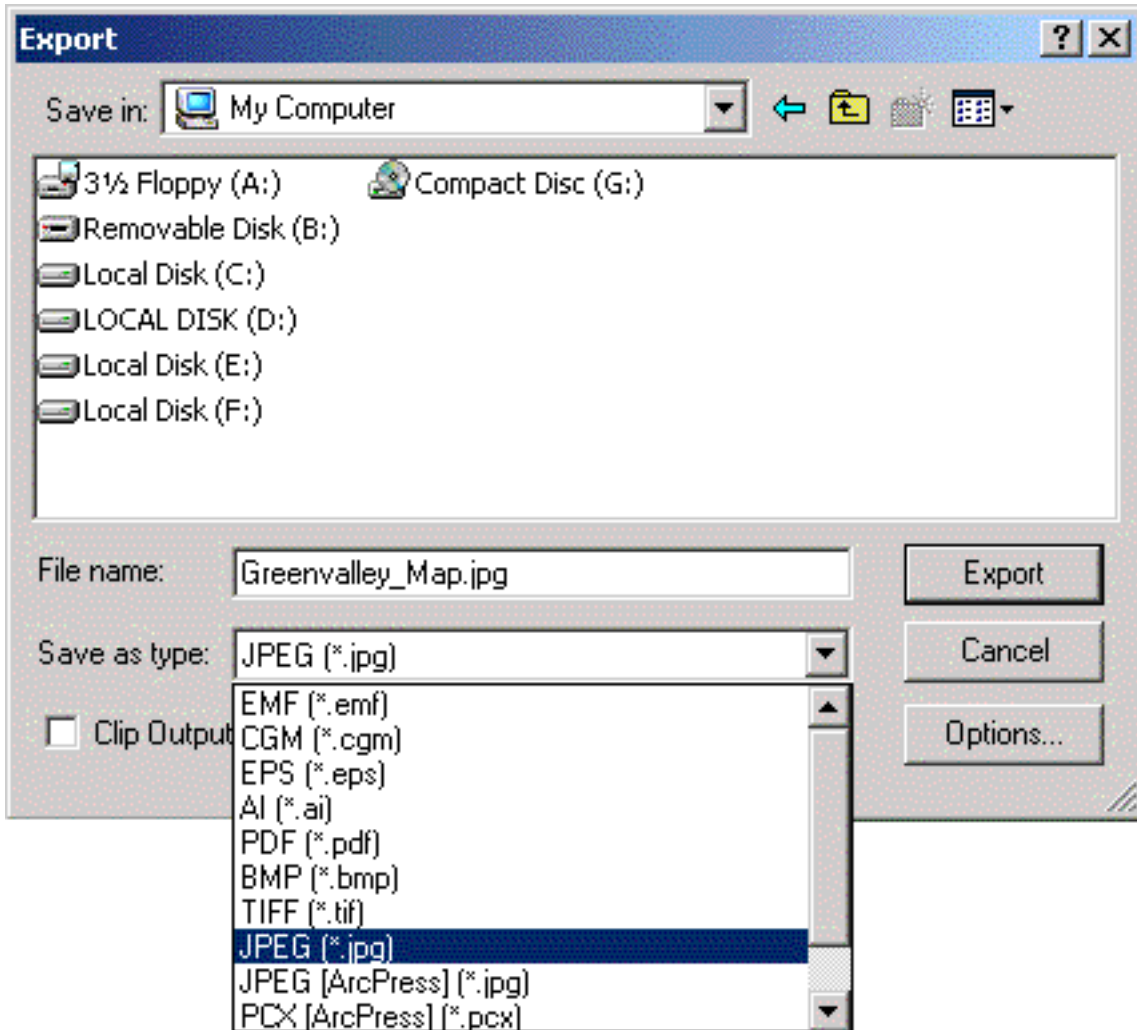 Export
Save in: My Computer
3½ Floppy (A:)
Compact Disc (G:)
Removable Disk (B:)
Local Disk (C:)
LOCAL DISK (D:)
Local Disk (E:)
Local Disk (F:)
File name: Greenvalley_Map.jpg
Export
Save as type: JPEG (*.jpg)
Cancel
Clip Output
Options...
EMF (*.emf)
CGM (*.cgm)
EPS (*.eps)
AI (*.ai)
PDF (*.pdf)
BMP (*.bmp)
TIFF (*.tif)
JPEG (*.jpg)
JPEG [ArcPress] (*.jpg)
PCX [ArcPress] (*.pcx)